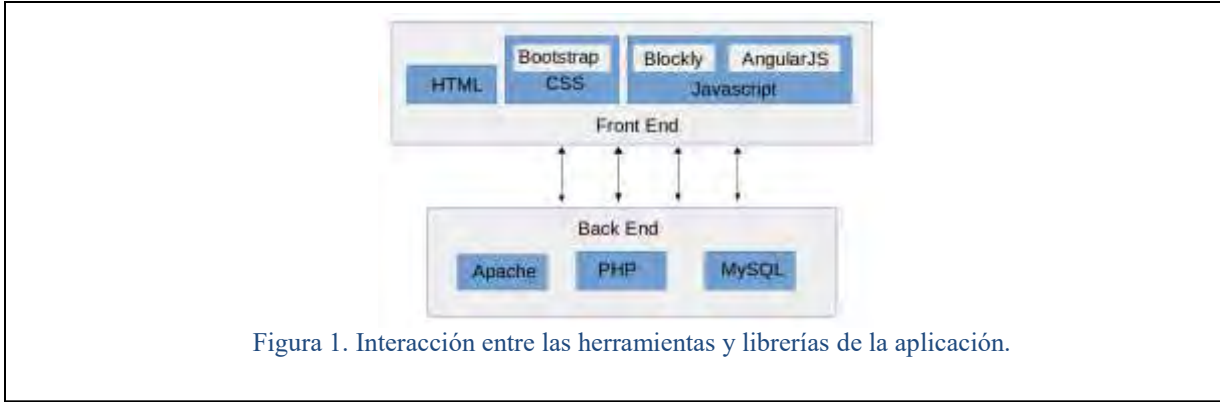 Bootstrap Blockly AngularJS
HTML CSS Javascript
Front End
Back End
Apache PHP MySQL
Figura 1. Interacción entre las herramientas y librerías de la aplicación.